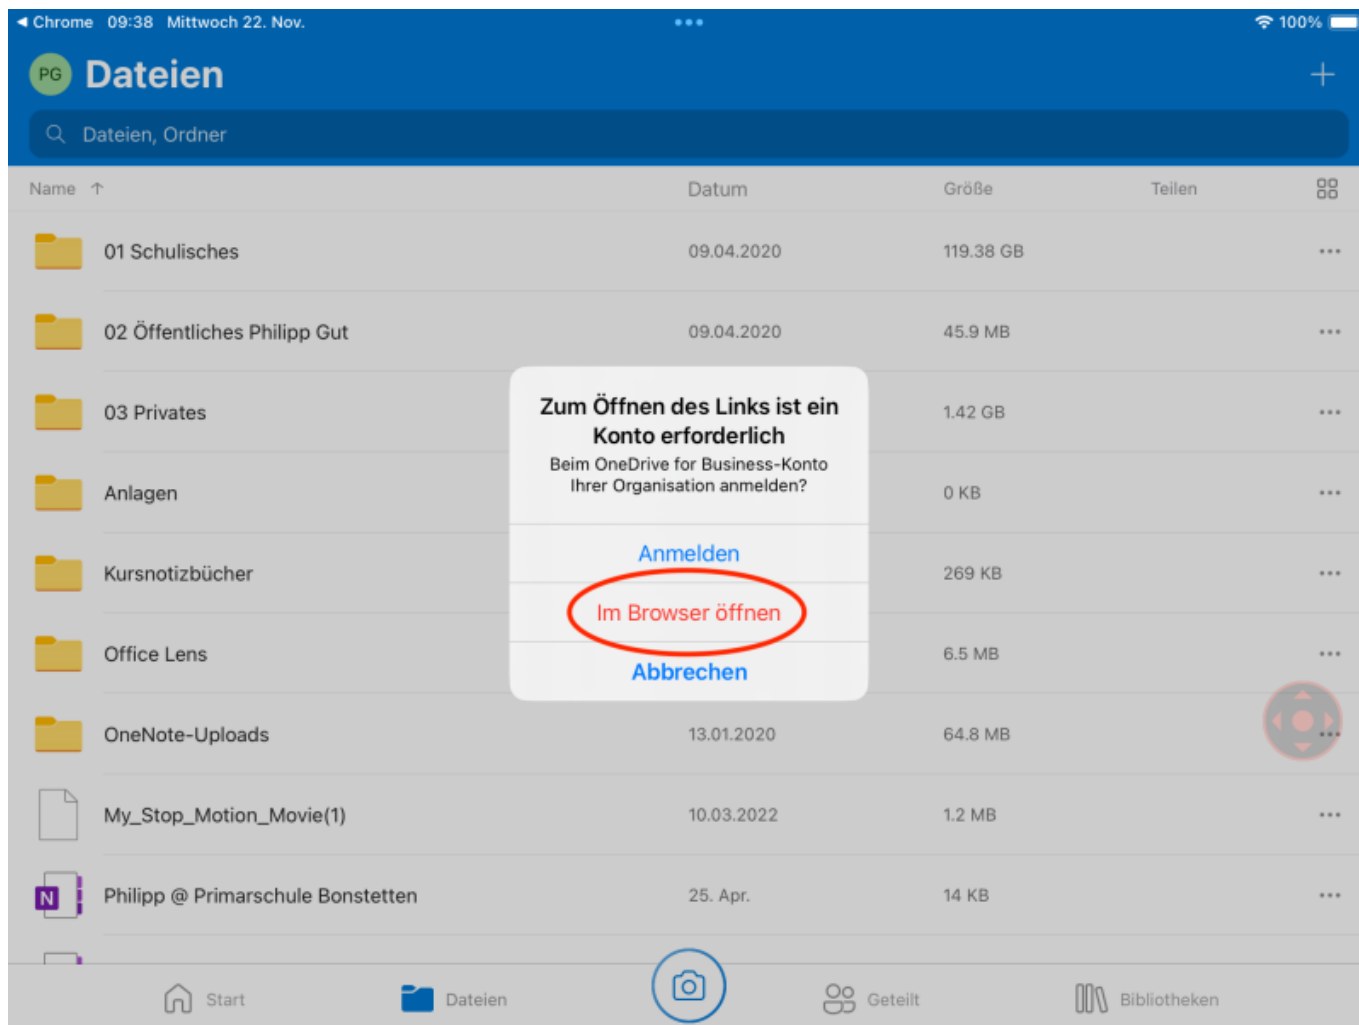 ◀ Chrome 09:38 Mittwoch 22. Nov. 100%
PG Dateien
Dateien, Ordner
Name ↑ Datum Größe Teilen
01 Schulisches 09.04.2020 119.38 GB
02 Öffentliches Philipp Gut 09.04.2020 45.9 MB
03 Privates 1.42 GB
Anlagen 0 KB
Kursnotizbücher 269 KB
Office Lens 6.5 MB
OneNote-Uploads 13.01.2020 64.8 MB
My_Stop_Motion_Movie(1) 10.03.2022 1.2 MB
N Philipp @ Primarschule Bonstetten 25. Apr. 14 KB
Zum Öffnen des Links ist ein
Konto erforderlich
Beim OneDrive for Business-Konto
Ihrer Organisation anmelden?
Anmelden
Im Browser öffnen
Abbrechen
Start Dateien Geteilt Bibliotheken